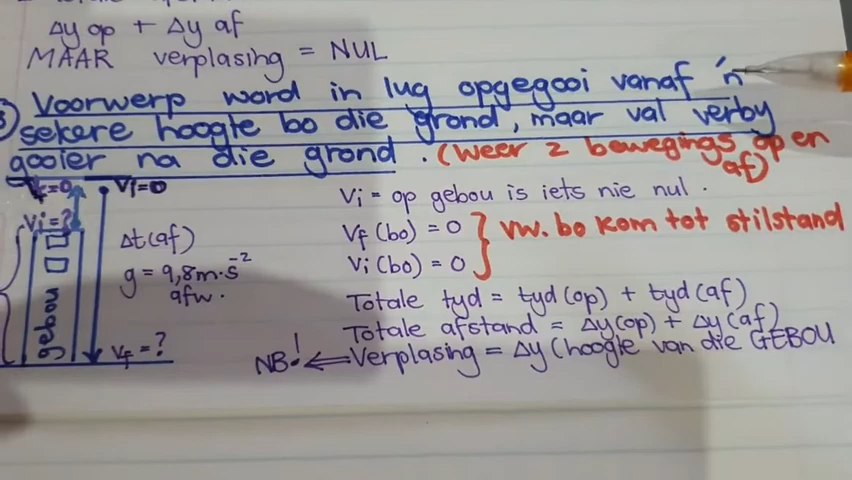 Δy op + Δy af
MAAR verplasing = NUL
Voorwerp word in lug opgegooi vanaf 'n
sekere hoogte bo die grond, maar val verby
gooier na die grond. (weer 2 bewegings op en af)
Vf=0 Vi=0
Vi=?
gebou
Δt(af)
g = 9,8m·s⁻²
afw.
Vf=?
Vi = op gebou is iets nie nul.
Vf (bo) = 0
Vi (bo) = 0
} vw. bo kom tot stilstand
Totale tyd = tyd(op) + tyd(af)
Totale afstand = Δy(op) + Δy(af)
NB! ⇐ Verplasing = Δy (hoogte van die GEBOU